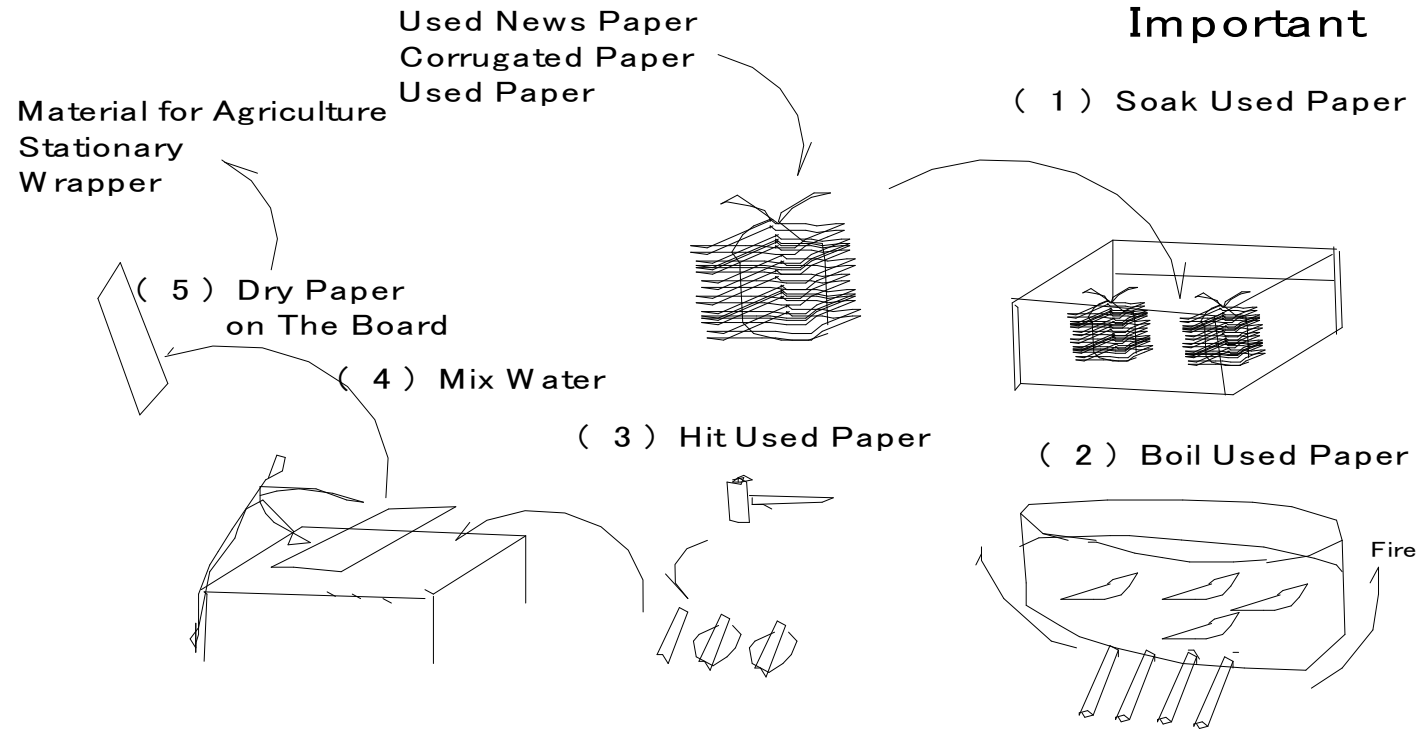 Important
Used News Paper
Corrugated Paper
Used Paper
( 1 ) Soak Used Paper
Material for Agriculture
Stationary
Wrapper
( 5 ) Dry Paper
on The Board
( 4 ) Mix Water
( 3 ) Hit Used Paper
( 2 ) Boil Used Paper
Fire